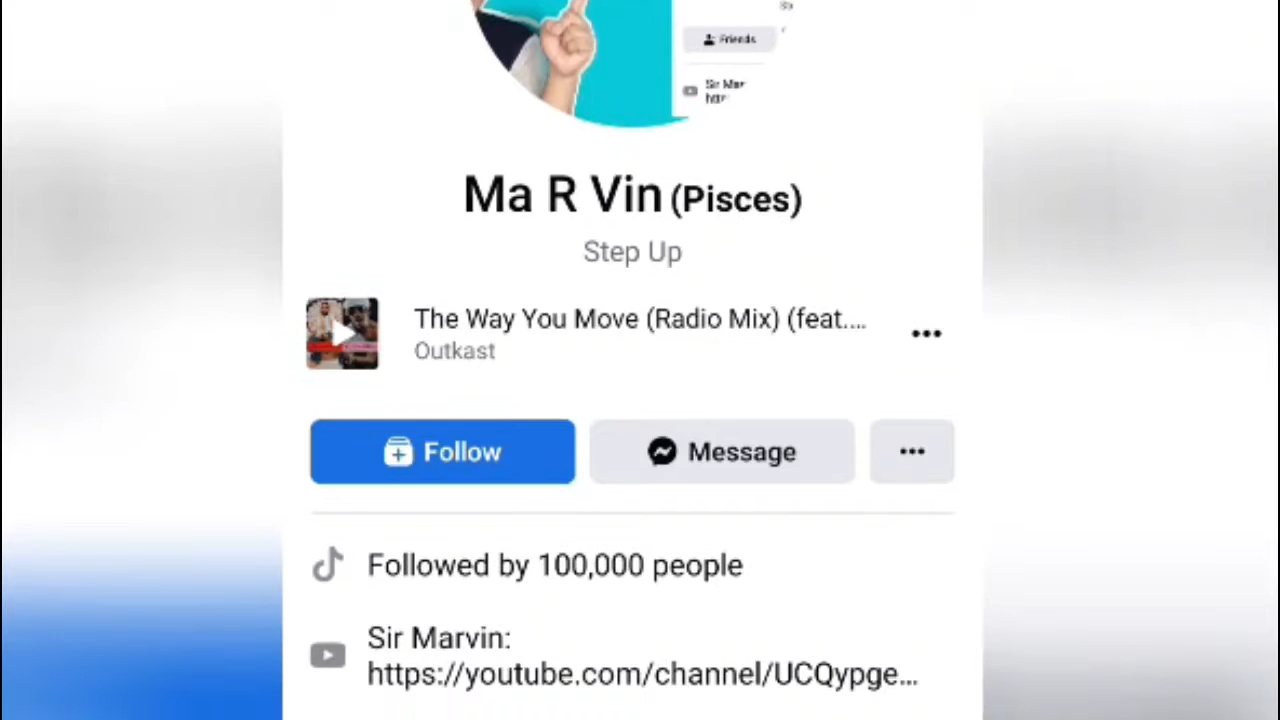 Friends
Ma R Vin (Pisces)
Step Up
The Way You Move (Radio Mix) (feat....
Outkast
Follow
Message
Followed by 100,000 people
Sir Marvin:
https://youtube.com/channel/UCQypge...